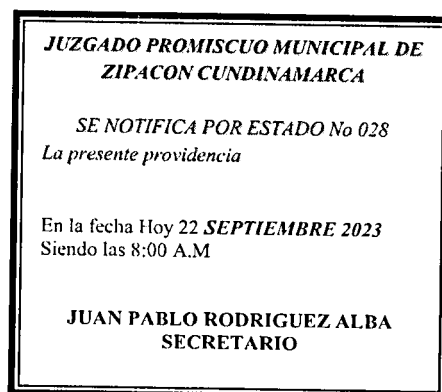 JUZGADO PROMISCUO MUNICIPAL DE
ZIPACON CUNDINAMARCA
SE NOTIFICA POR ESTADO No 028
La presente providencia
En la fecha Hoy 22 SEPTIEMBRE 2023
Siendo las 8:00 A.M
JUAN PABLO RODRIGUEZ ALBA
SECRETARIO